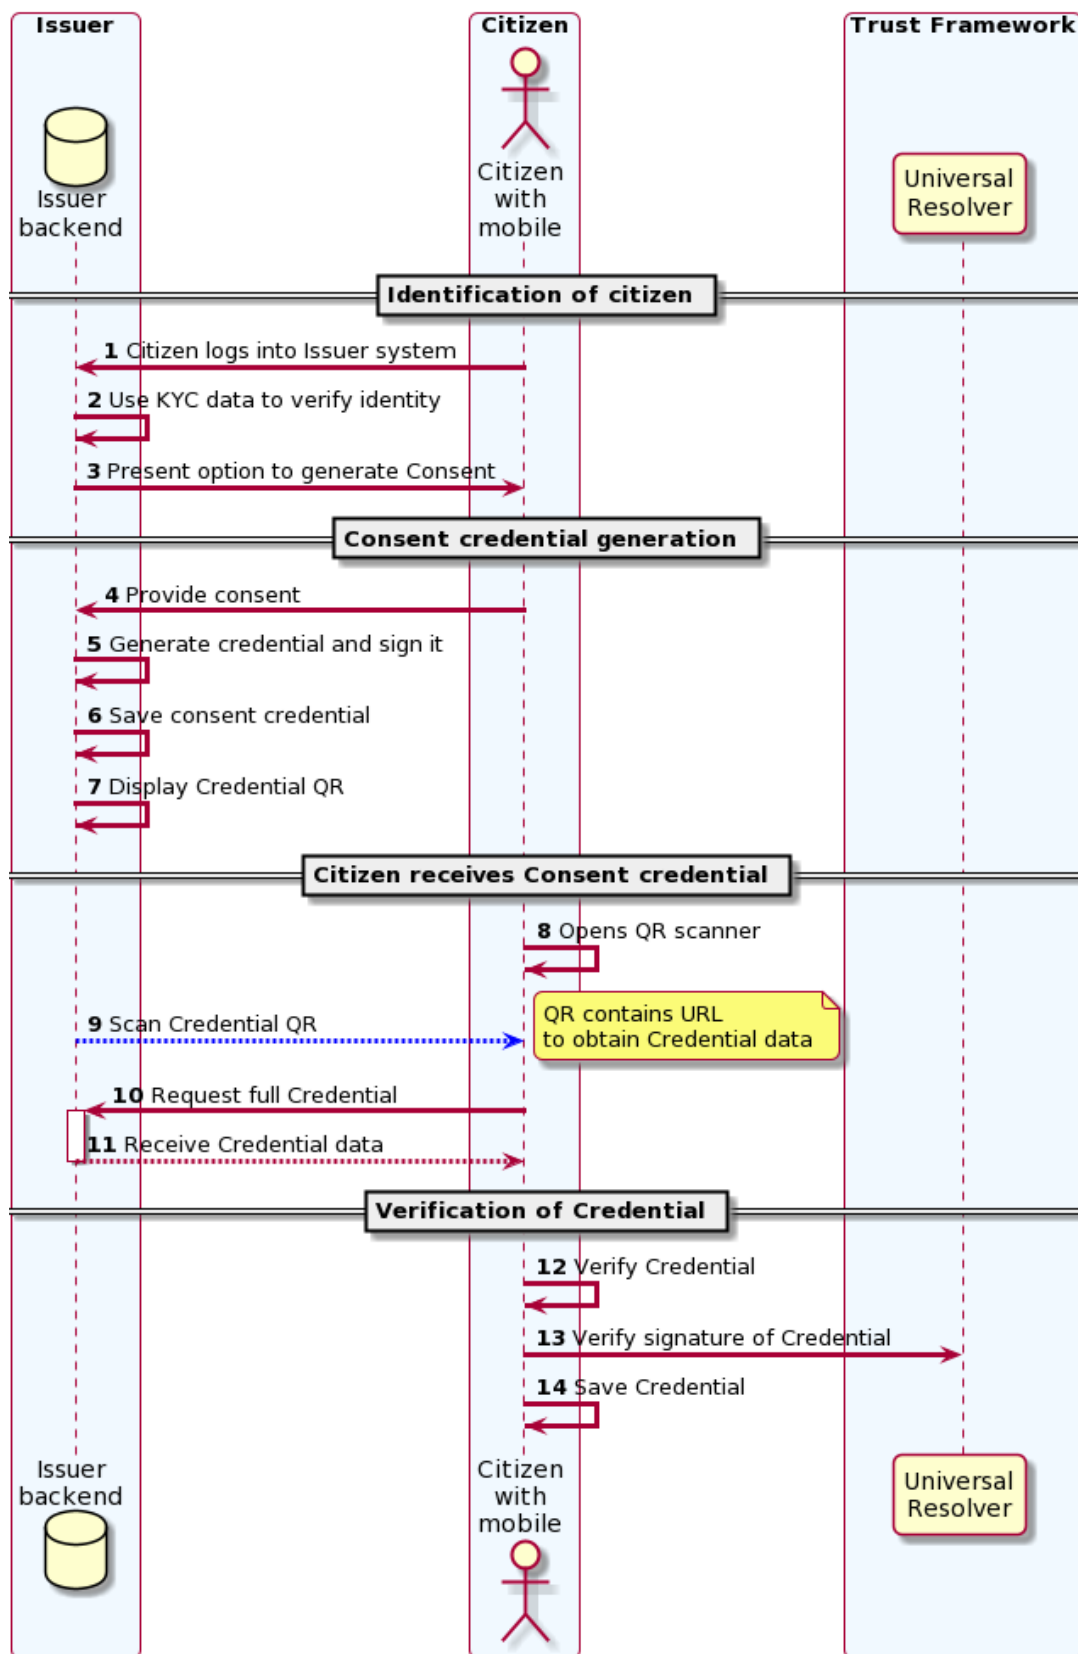 Issuer
Citizen
Trust Framework
Issuer
backend
Citizen
with
mobile
Universal
Resolver
Identification of citizen
1 Citizen logs into Issuer system
2 Use KYC data to verify identity
3 Present option to generate Consent
Consent credential generation
4 Provide consent
5 Generate credential and sign it
6 Save consent credential
7 Display Credential QR
Citizen receives Consent credential
8 Opens QR scanner
QR contains URL
to obtain Credential data
9 Scan Credential QR
10 Request full Credential
11 Receive Credential data
Verification of Credential
12 Verify Credential
13 Verify signature of Credential
14 Save Credential
Issuer
backend
Citizen
with
mobile
Universal
Resolver